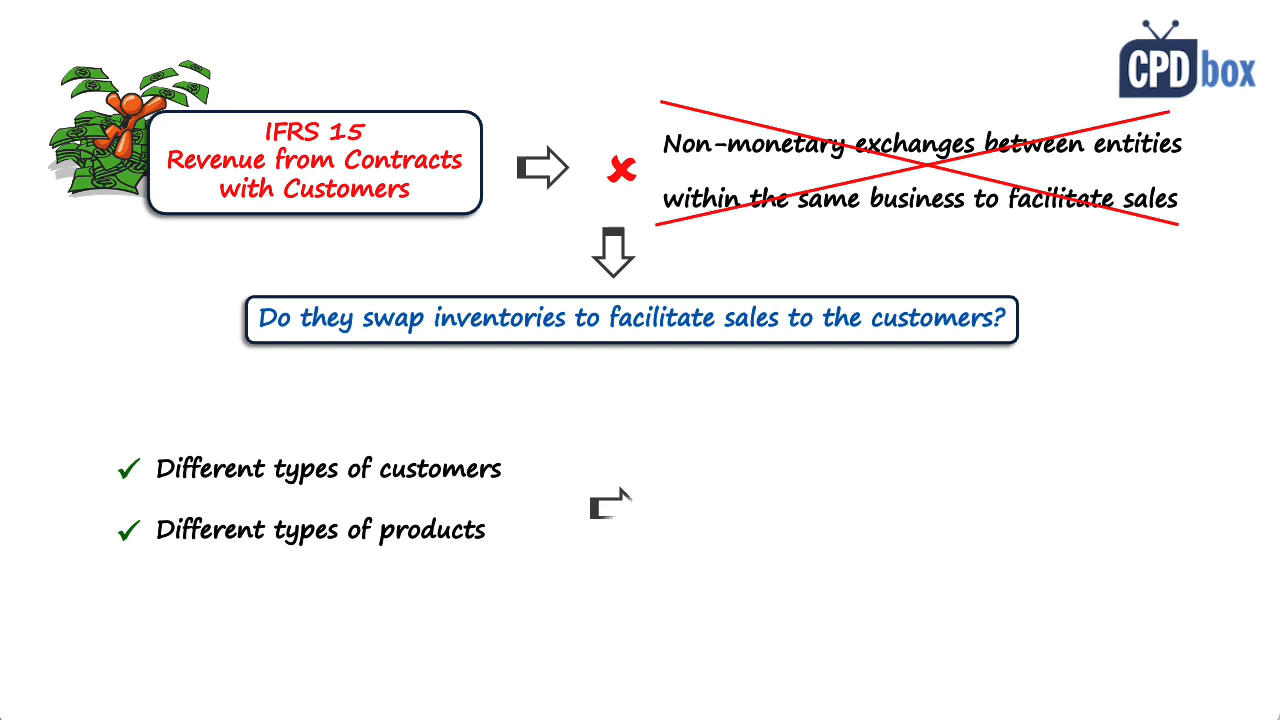 CPD box
IFRS 15
Revenue from Contracts
with Customers
Non-monetary exchanges between entities
within the same business to facilitate sales
Do they swap inventories to facilitate sales to the customers?
Different types of customers
Different types of products